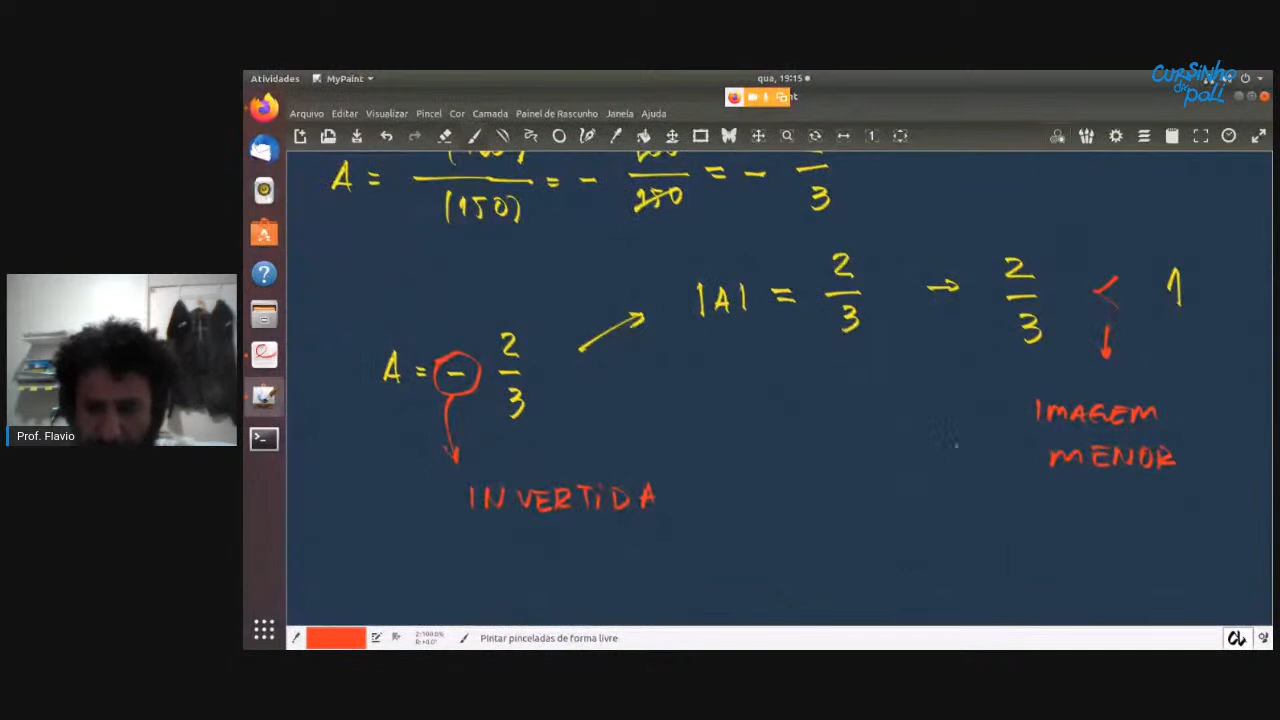 CURSINHO
da
POLI
Atividades MyPaint qua, 19:15
Arquivo Editar Visualizar Pincel Cor Camada Painel de Rascunho Janela Ajuda
A = / (150) = - / 250 = - / 3
|A| = 2/3 → 2/3 < 1
A = - 2/3
IMAGEM
MENOR
INVERTIDA
Prof. Flavio
Pintar pinceladas de forma livre